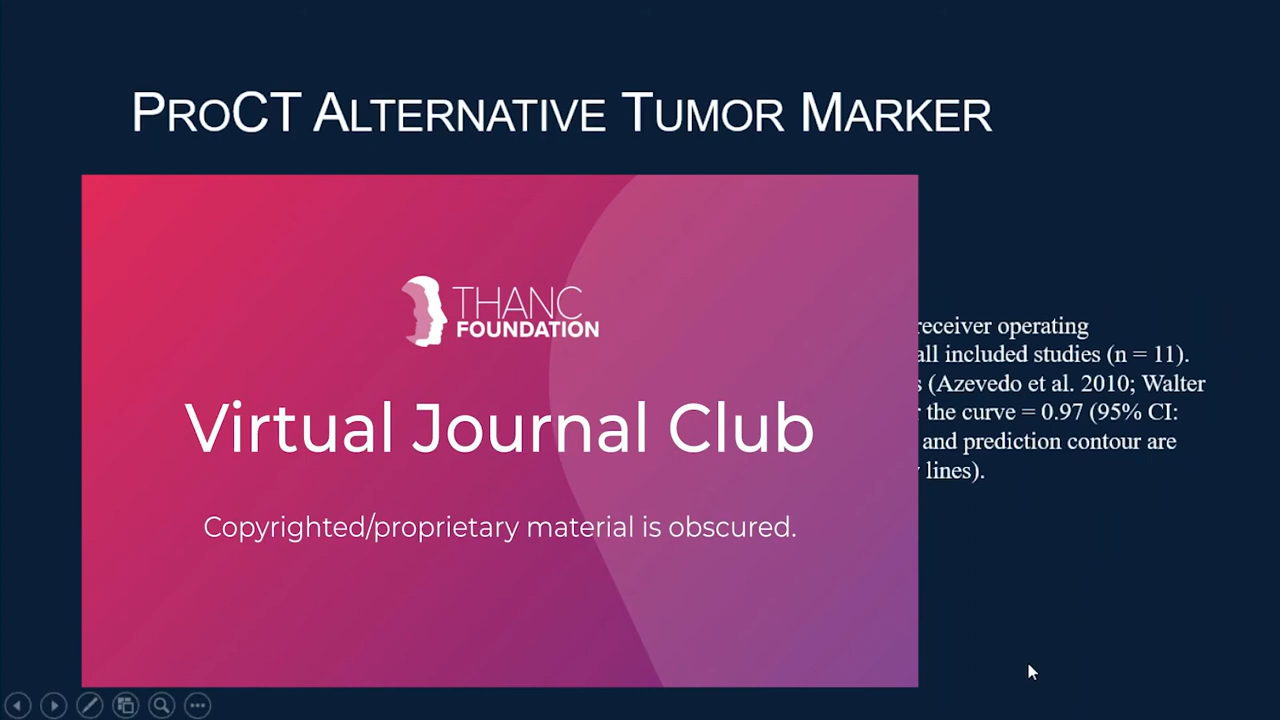 PROCT ALTERNATIVE TUMOR MARKER
THANC
FOUNDATION
Virtual Journal Club
Copyrighted/proprietary material is obscured.
receiver operating
all included studies (n = 11).
s (Azevedo et al. 2010; Walter
r the curve = 0.97 (95% CI:
and prediction contour are
lines).